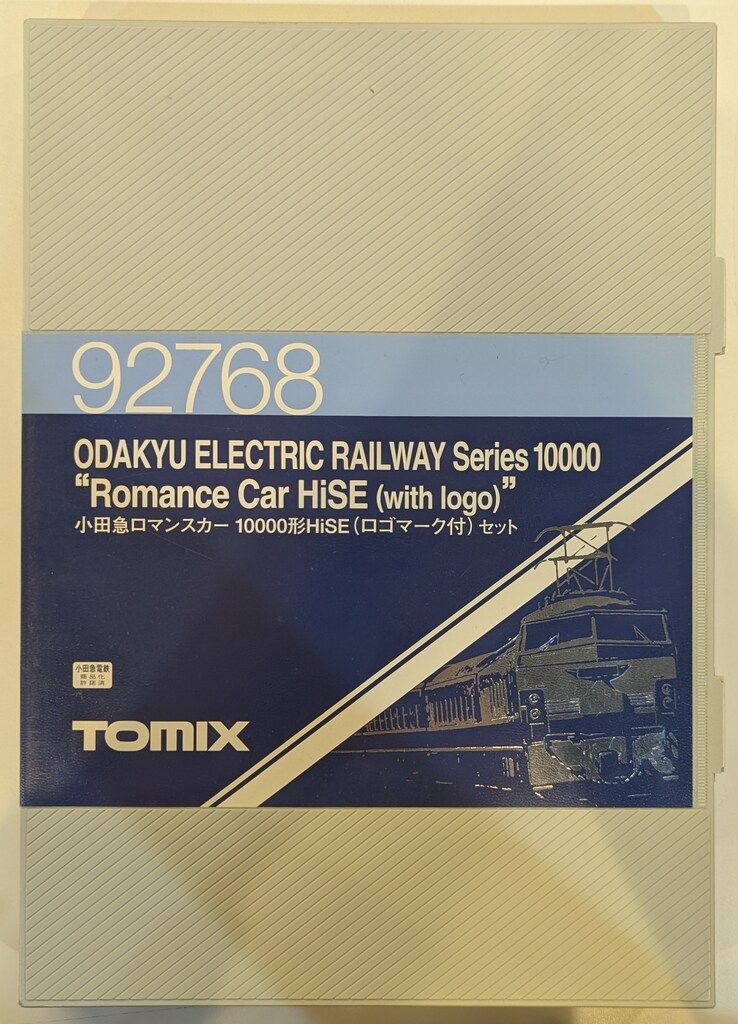 92768
ODAKYU ELECTRIC RAILWAY Series 10000
“Romance Car HiSE (with logo)”
小田急ロマンスカー 10000形HiSE(ロゴマーク付)セット
小田急電鉄
商品化
許諾済
TOMIX